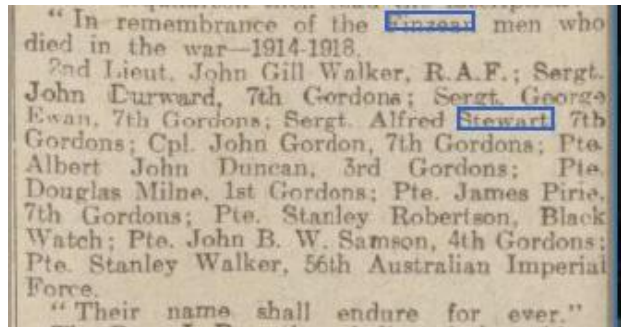 "In remembrance of the Finzean men who
died in the war—1914-1918.
2nd Lieut. John Gill Walker, R.A.F.; Sergt.
John Durward, 7th Gordons; Sergt. George
Ewan, 7th Gordons; Sergt. Alfred Stewart, 7th
Gordons; Cpl. John Gordon, 7th Gordons; Pte.
Albert John Duncan, 3rd Gordons; Pte.
Douglas Milne, 1st Gordons; Pte. James Pirie,
7th Gordons; Pte. Stanley Robertson, Black
Watch; Pte. John B. W. Samson, 4th Gordons;
Pte. Stanley Walker, 56th Australian Imperial
Force.
"Their name shall endure for ever."